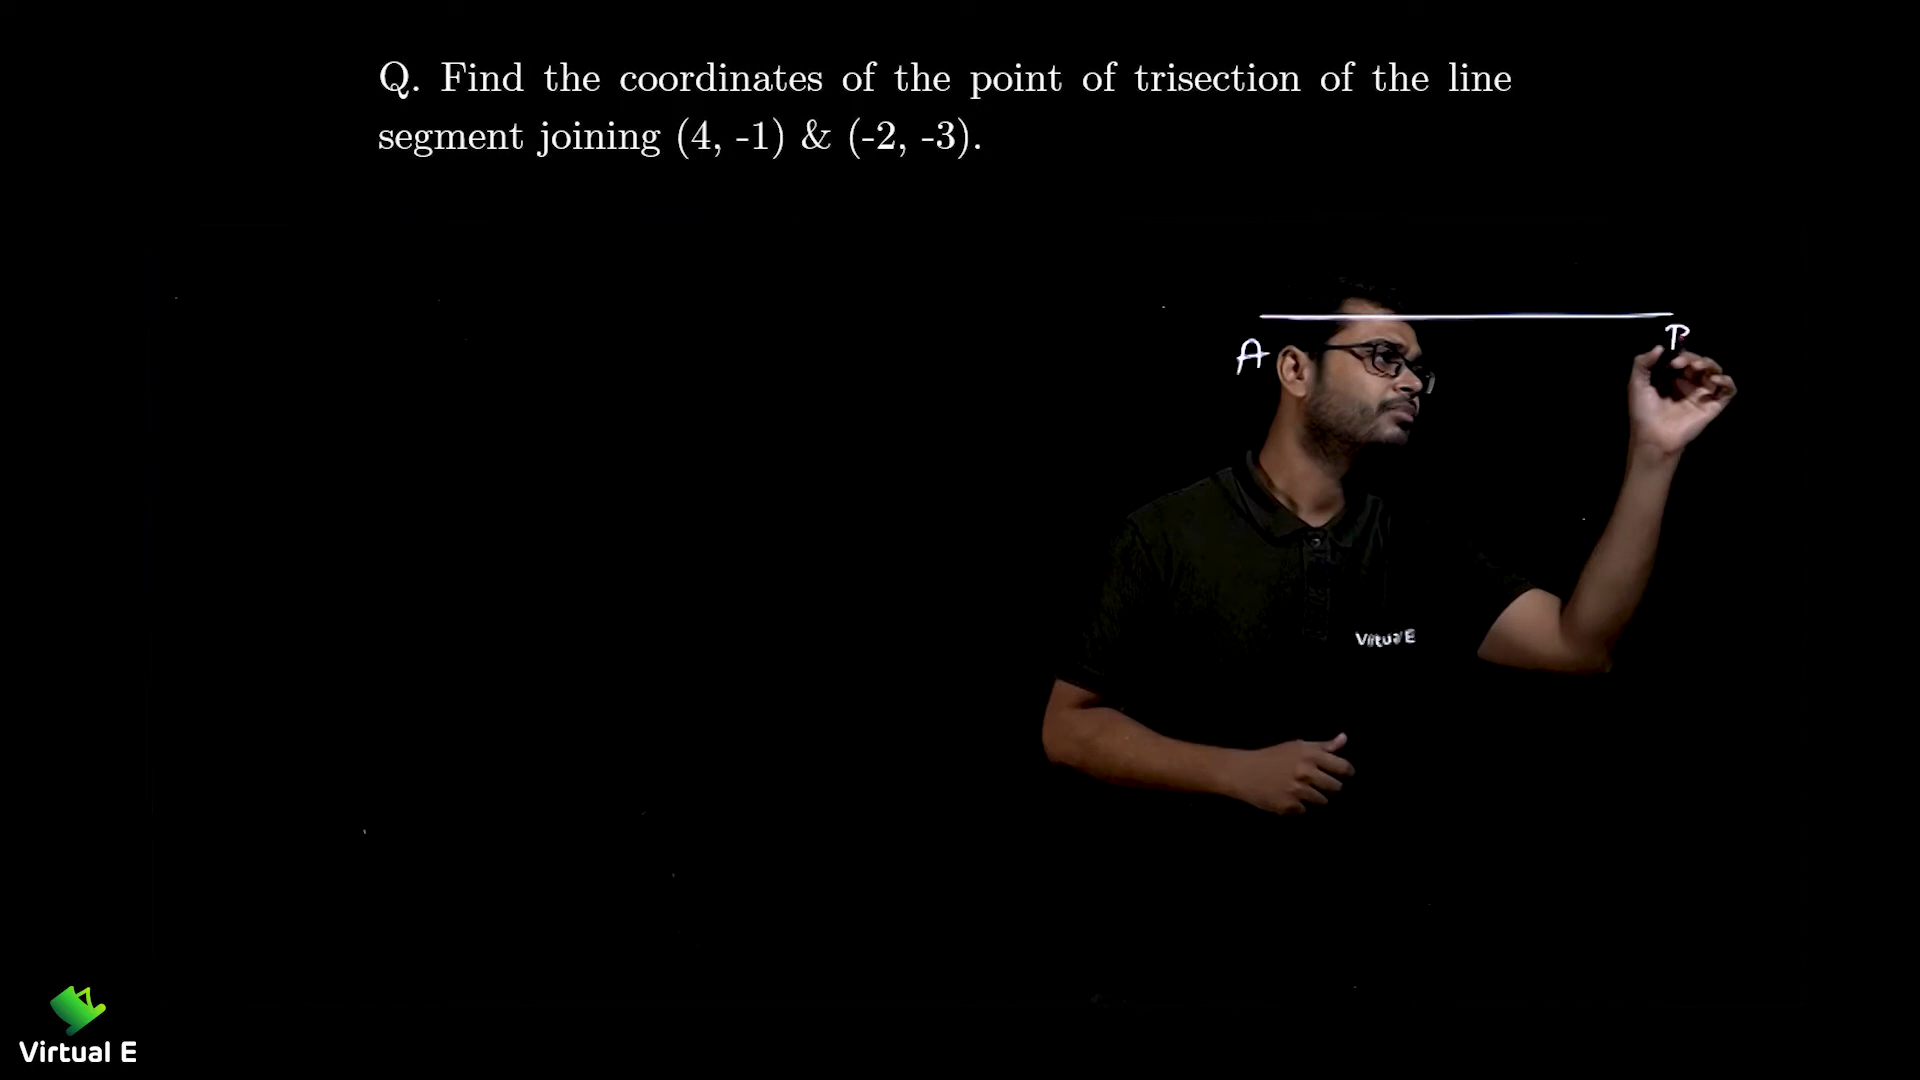 Q. Find the coordinates of the point of trisection of the line
segment joining (4, -1) & (-2, -3).
A
Virtual E
Virtual E